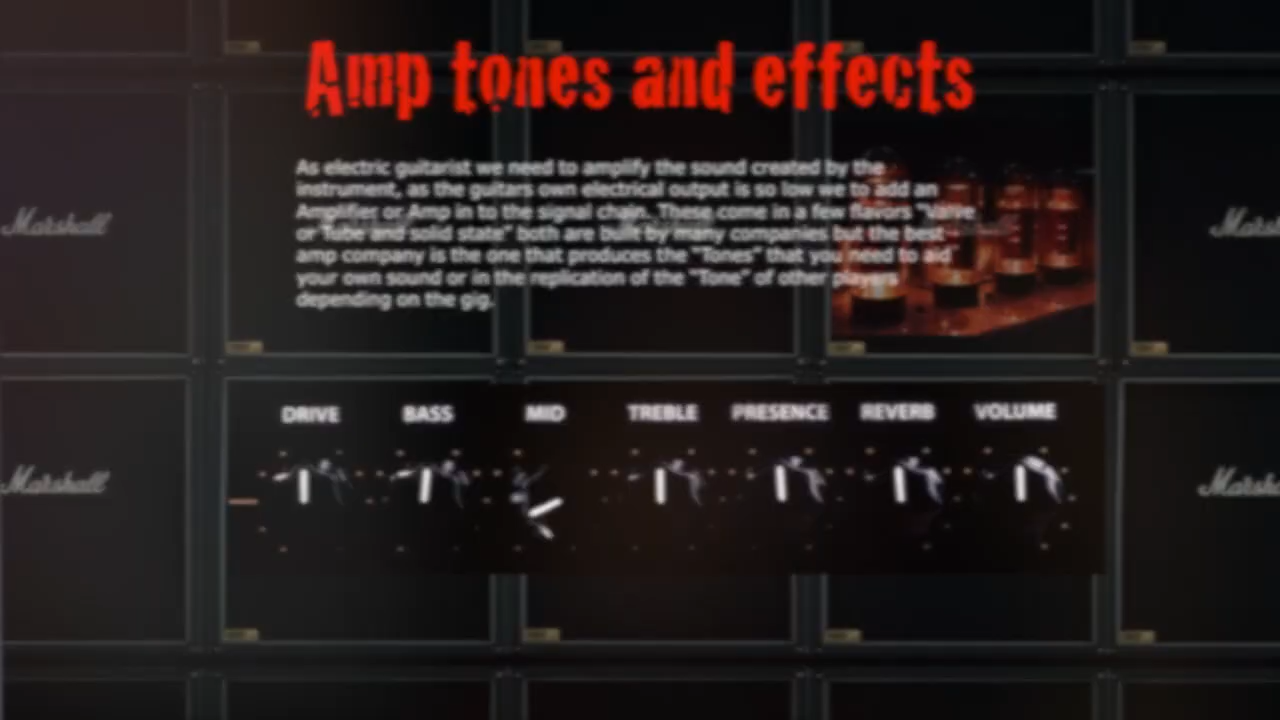 Amp tones and effects
As electric guitarist we need to amplify the sound created by the
instrument, as the guitars own electrical output is so low we to add an
Amplifier or Amp in to the signal chain. These come in a few flavors "Valve
or Tube and solid state" both are built by many companies but the best
amp company is the one that produces the "Tones" that you need to aid
your own sound or in the replication of the "Tone" of other players
depending on the gig.
Marshall
Marshall
DRIVE BASS MID TREBLE PRESENCE REVERB VOLUME
Marshall
Marshall